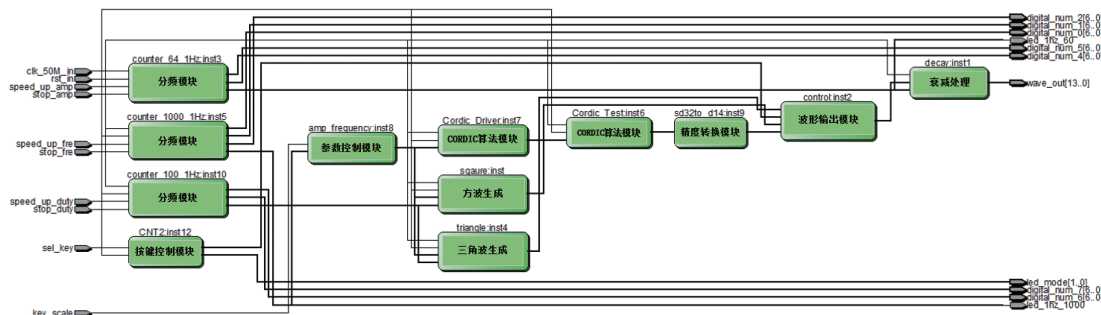 clk_50M_in
rst_in
speed_up_amp
stop_amp
speed_up_fre
stop_fre
speed_up_duty
stop_duty
sel_key
key_scale
counter_64_1Hz:inst3
分频模块
counter_1000_1Hz:inst5
分频模块
counter_100_1Hz:inst10
分频模块
CNT2:inst12
按键控制模块
amp_frequency:inst8
参数控制模块
Cordic_Driver:inst7
CORDIC算法模块
sqaure:inst
方波生成
triangle:inst4
三角波生成
Cordic_Test:inst6
CORDIC算法模块
sd32to_d14:inst9
精度转换模块
control:inst2
波形输出模块
decay:inst1
衰减处理
digital_num_2[6..0
digital_num_1[6..0
digital_num_0[6..0
led_1hz_60
digital_num_5[6..0
digital_num_4[6..0
wave_out[13..0]
led_mode[1..0]
digital_num_7[6..0
digital_num_6[6..0
led_1hz_1000